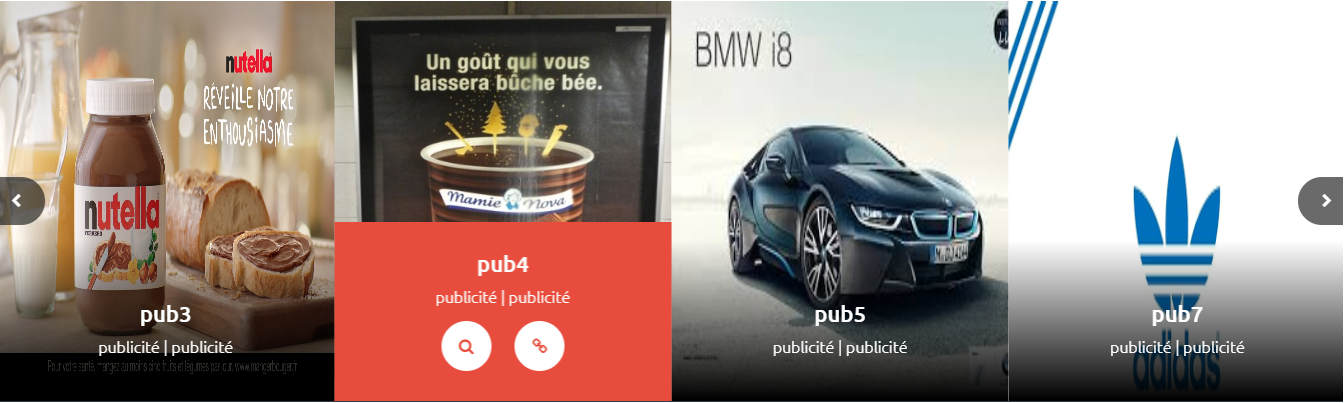 nutella
RÉVEILLE NOTRE
ENTHOUSIASME
nutella
pub3
publicité | publicité
Pour votre santé, mangez au moins cinq fruits et légumes par jour. www.mangerbouger.fr
Un goût qui vous
laissera bûche bée.
Mamie Nova
pub4
publicité | publicité
BMW i8
pub5
publicité | publicité
pub7
publicité | publicité
adidas